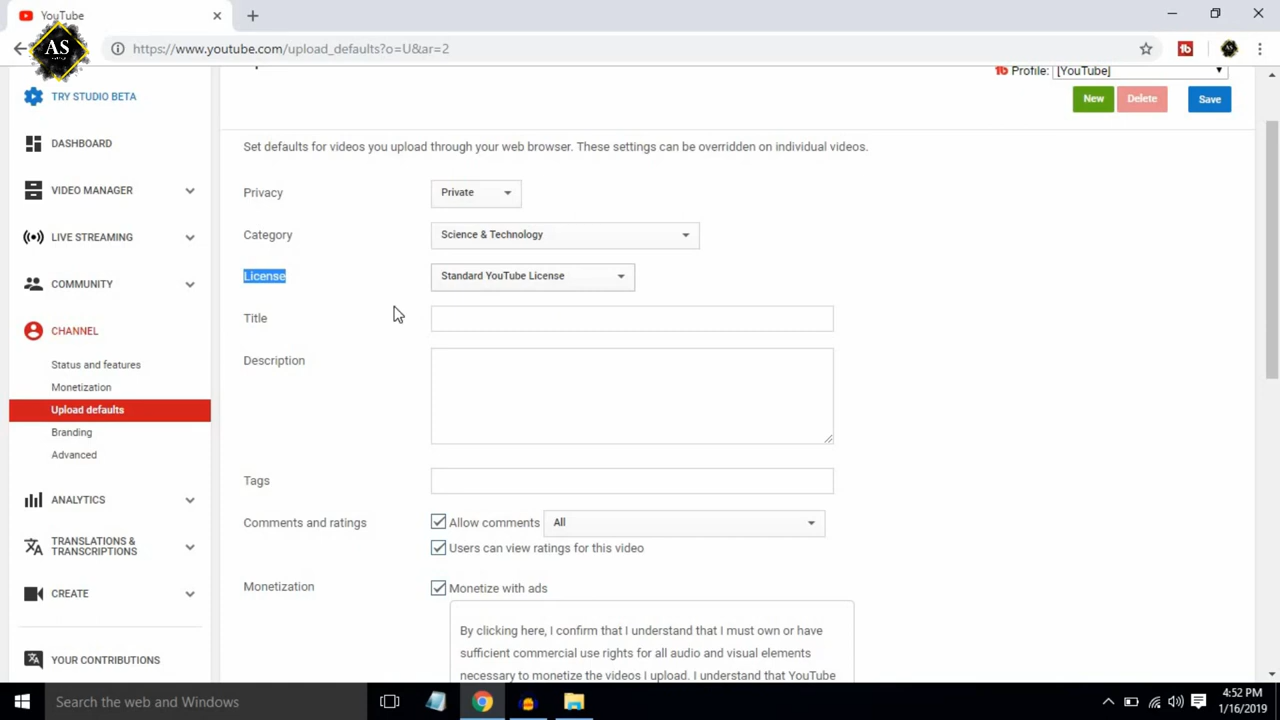 YouTube
AS
https://www.youtube.com/upload_defaults?o=U&ar=2
Profile: [YouTube]
New Delete Save
TRY STUDIO BETA
DASHBOARD
VIDEO MANAGER
LIVE STREAMING
COMMUNITY
CHANNEL
Status and features
Monetization
Upload defaults
Branding
Advanced
ANALYTICS
TRANSLATIONS &
TRANSCRIPTIONS
CREATE
YOUR CONTRIBUTIONS
Set defaults for videos you upload through your web browser. These settings can be overridden on individual videos.
Privacy Private
Category Science & Technology
License Standard YouTube License
Title
Description
Tags
Comments and ratings Allow comments All
Users can view ratings for this video
Monetization Monetize with ads
By clicking here, I confirm that I understand that I must own or have
sufficient commercial use rights for all audio and visual elements
necessary to monetize the videos I upload. I understand that YouTube
Search the web and Windows
4:52 PM
1/16/2019